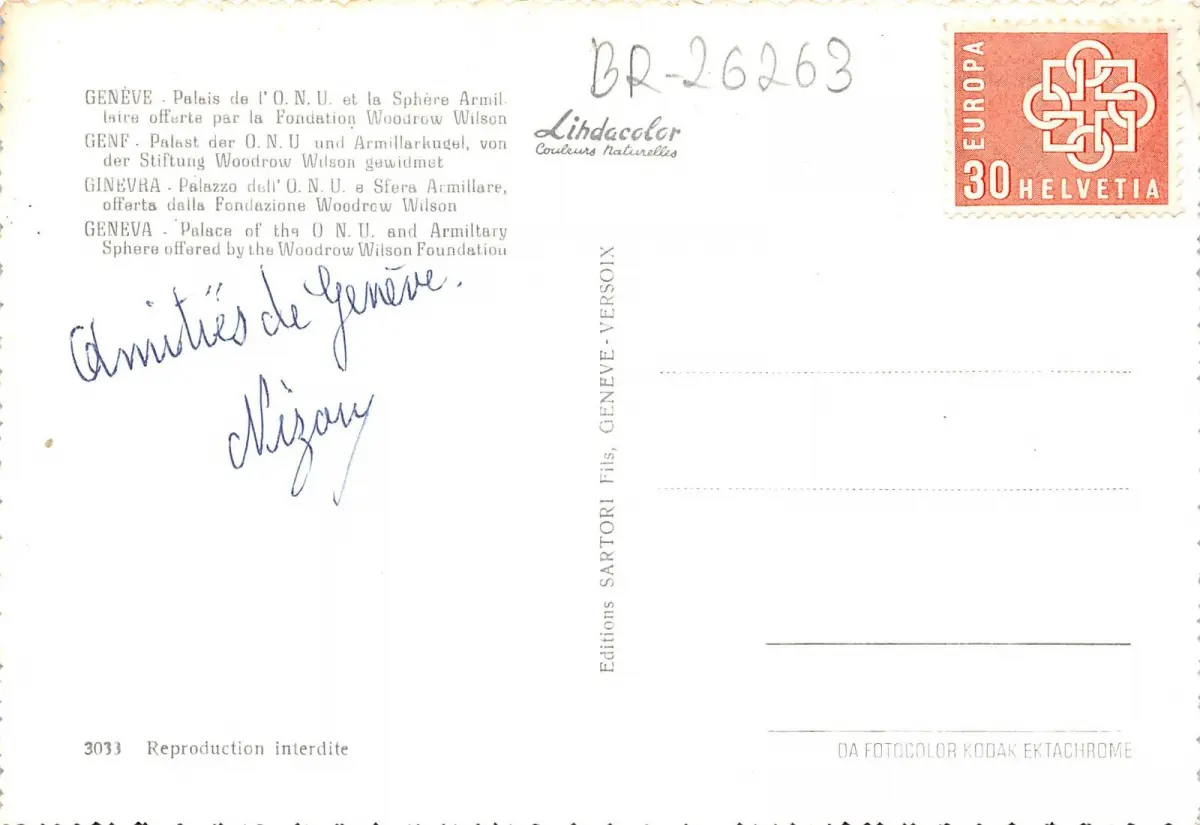 GENÈVE - Palais de l'O. N. U. et la Sphère Armil-
laire offerte par la Fondation Woodrow Wilson
GENF - Palast der O. N. U und Armillarkugel, von
der Stiftung Woodrow Wilson gewidmet
GINEVRA - Palazzo dell'O. N. U. e Sfera Armillare,
offerta dalla Fondazione Woodrow Wilson
GENEVA - Palace of the O N. U. and Armiltary
Sphere offered by the Woodrow Wilson Foundation
Amitiés de Genève.
Nizon
3033 Reproduction interdite
BR-26263
Lindacolor
Couleurs Naturelles
Editions SARTORI Fils, GENEVE-VERSOIX
EUROPA
30 HELVETIA
DA FOTOCOLOR KODAK EKTACHROME